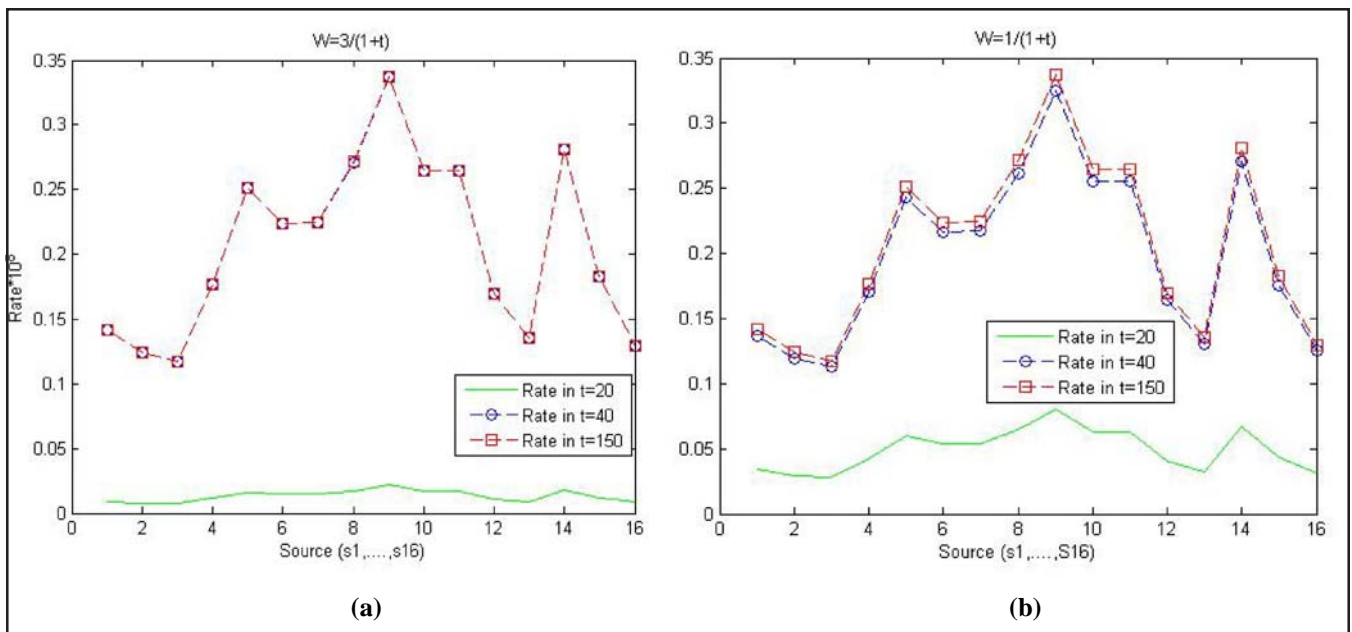 W=3/(1+t)
0.35
0.3
0.25
0.2
0.15
0.1
0.05
0
Rate*10⁶
Rate in t=20
Rate in t=40
Rate in t=150
0 2 4 6 8 10 12 14 16
Source (s1,....,s16)
(a)
W=1/(1+t)
0.35
0.3
0.25
0.2
0.15
0.1
0.05
0
Rate in t=20
Rate in t=40
Rate in t=150
0 2 4 6 8 10 12 14 16
Source (s1,....,S16)
(b)